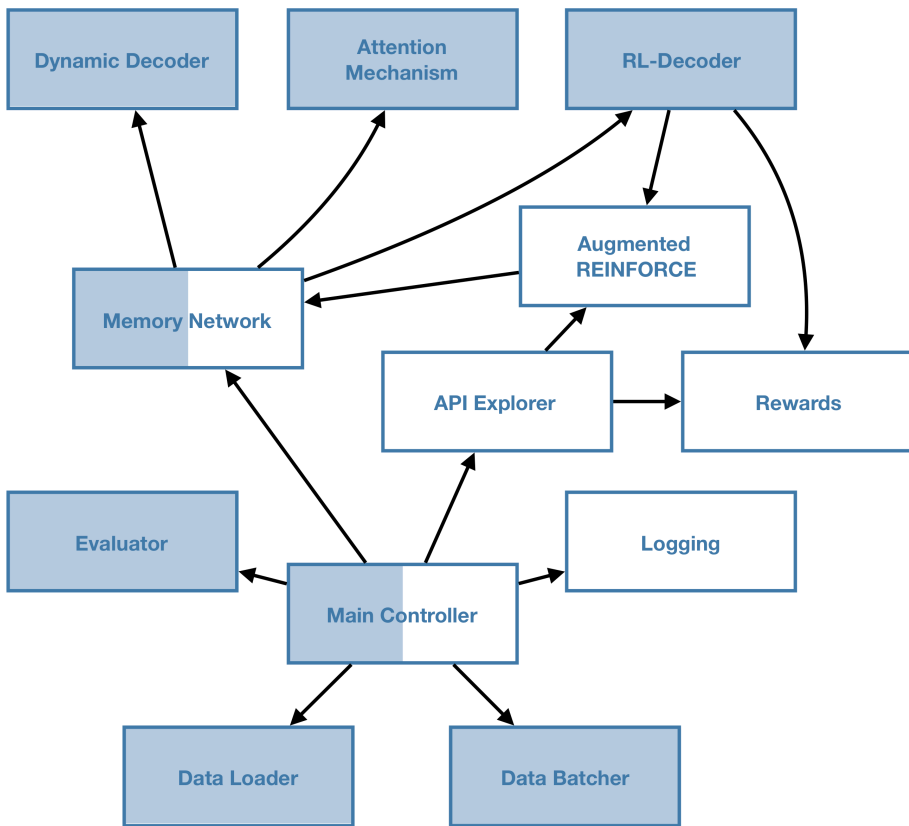 Dynamic Decoder
Attention
Mechanism
RL-Decoder
Augmented
REINFORCE
Memory Network
API Explorer
Rewards
Evaluator
Logging
Main Controller
Data Loader
Data Batcher